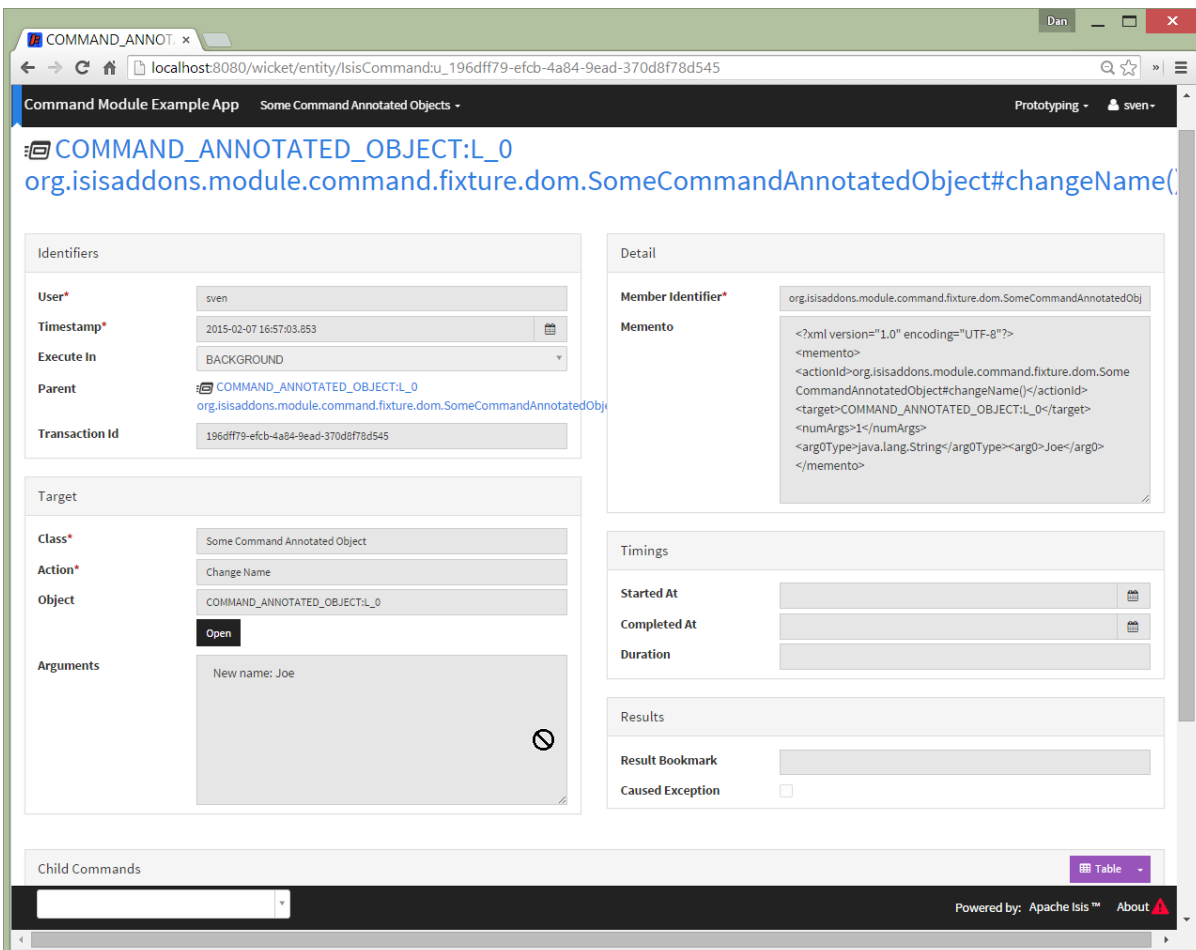 Dan
COMMAND_ANNOT
localhost:8080/wicket/entity/IsisCommand:u_196dff79-efcb-4a84-9ead-370d8f78d545
Command Module Example App Some Command Annotated Objects Prototyping sven
COMMAND_ANNOTATED_OBJECT:L_0
org.isisaddons.module.command.fixture.dom.SomeCommandAnnotatedObject#changeName()
Identifiers
User* sven
Timestamp* 2015-02-07 16:57:03.853
Execute In BACKGROUND
Parent COMMAND_ANNOTATED_OBJECT:L_0
org.isisaddons.module.command.fixture.dom.SomeCommandAnnotatedObje
Transaction Id 196dff79-efcb-4a84-9ead-370d8f78d545
Target
Class* Some Command Annotated Object
Action* Change Name
Object COMMAND_ANNOTATED_OBJECT:L_0
Open
Arguments New name: Joe
Detail
Member Identifier* org.isisaddons.module.command.fixture.dom.SomeCommandAnnotatedObj
Memento <?xml version="1.0" encoding="UTF-8"?>
<memento>
<actionId>org.isisaddons.module.command.fixture.dom.Some
CommandAnnotatedObject#changeName()</actionId>
<target>COMMAND_ANNOTATED_OBJECT:L_0</target>
<numArgs>1</numArgs>
<arg0Type>java.lang.String</arg0Type><arg0>Joe</arg0>
</memento>
Timings
Started At
Completed At
Duration
Results
Result Bookmark
Caused Exception
Child Commands Table
Powered by: Apache Isis ™ About